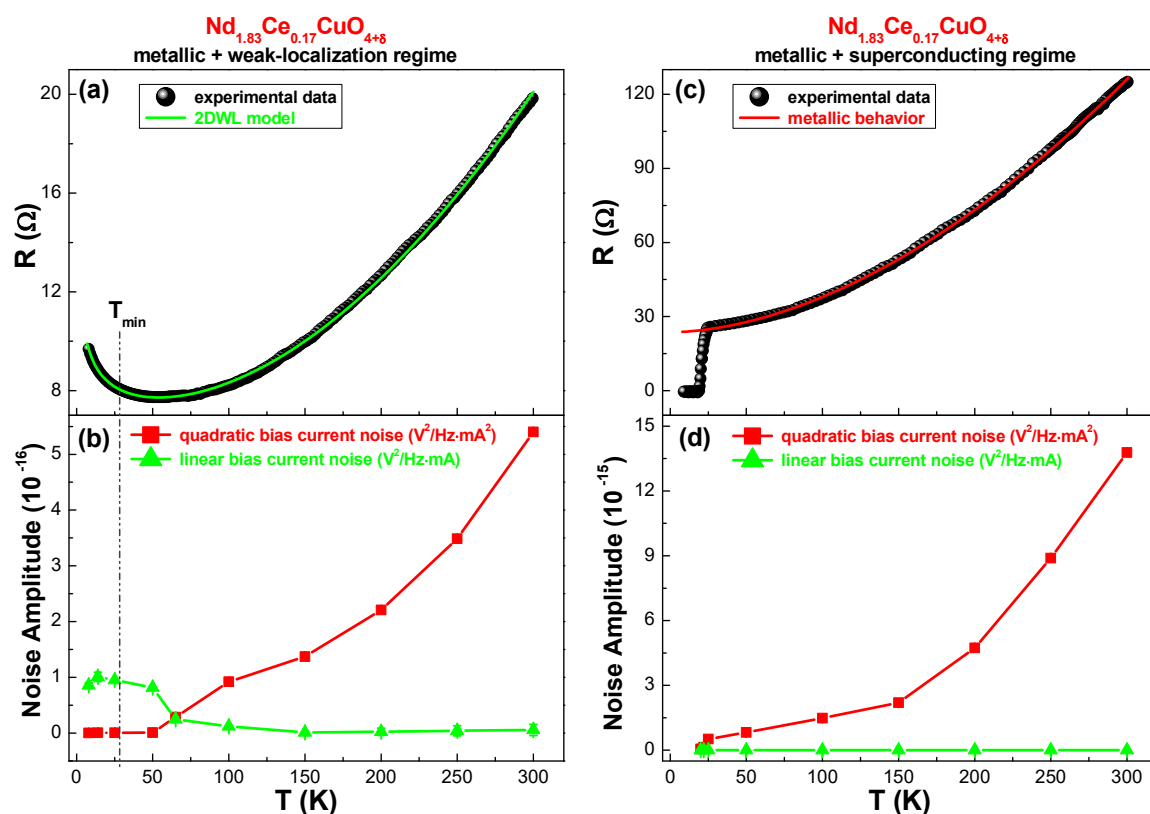 Nd₁.₈₃Ce₀.₁₇CuO₄₊δ
metallic + weak-localization regime
(a)
experimental data
2DWL model
20
16
12
8
R (Ω)
T_min
(b)
quadratic bias current noise (V²/Hz·mA²)
linear bias current noise (V²/Hz·mA)
5
4
3
2
1
0
Noise Amplitude (10⁻¹⁶)
0 50 100 150 200 250 300
T (K)
Nd₁.₈₃Ce₀.₁₇CuO₄₊δ
metallic + superconducting regime
(c)
experimental data
metallic behavior
120
90
60
30
0
R (Ω)
(d)
quadratic bias current noise (V²/Hz·mA²)
linear bias current noise (V²/Hz·mA)
15
12
9
6
3
0
Noise Amplitude (10⁻¹⁵)
0 50 100 150 200 250 300
T (K)